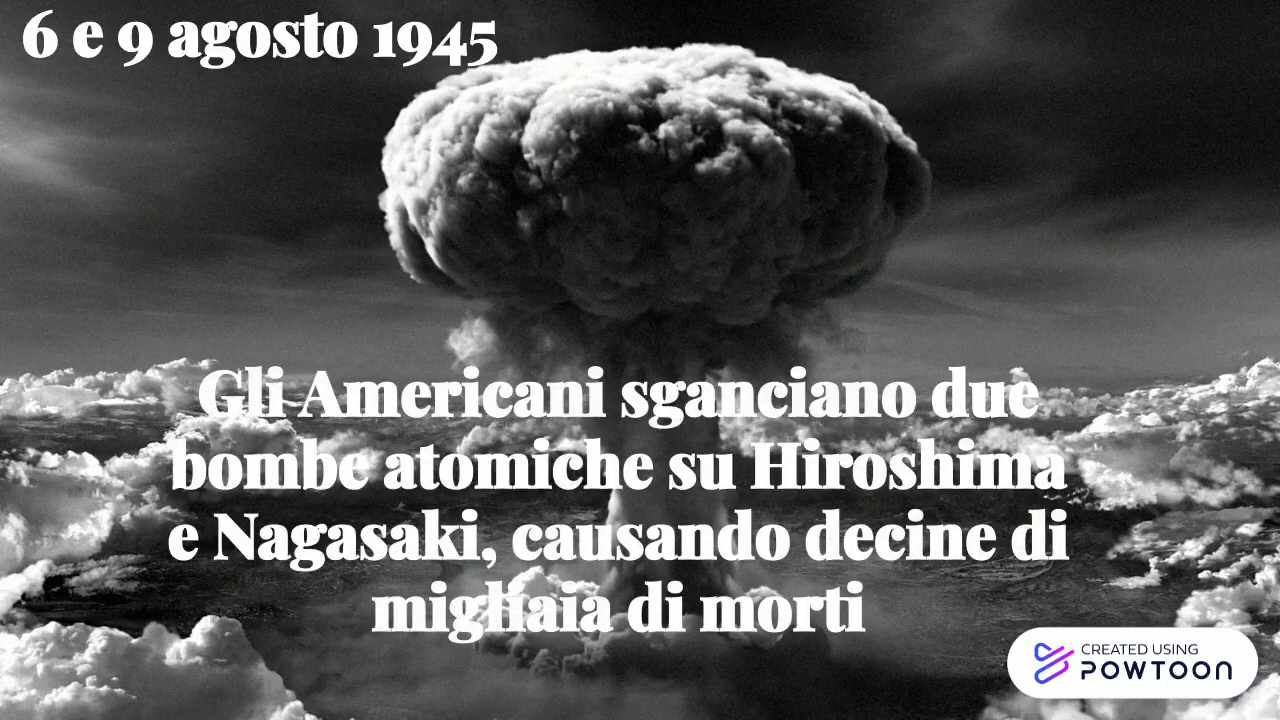 6 e 9 agosto 1945
Gli Americani sganciano due
bombe atomiche su Hiroshima
e Nagasaki, causando decine di
migliaia di morti
CREATED USING
POWTOON